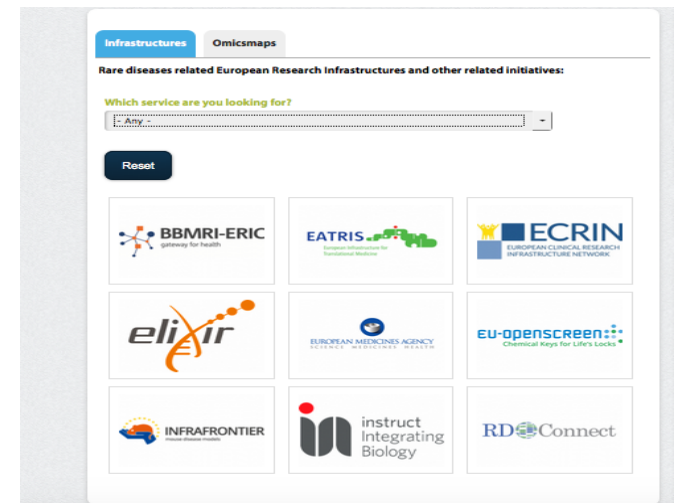 Infrastructures
Omicsmaps
Rare diseases related European Research Infrastructures and other related initiatives:
Which service are you looking for?
- Any -
Reset
BBMRI-ERIC
gateway for health
EATRIS
European infrastructure for
Translational Medicine
ECRIN
EUROPEAN CLINICAL RESEARCH
INFRASTRUCTURE NETWORK
elixir
EUROPEAN MEDICINES AGENCY
SCIENCE MEDICINES HEALTH
EU-OPENSCREEN
Chemical Keys for Life's Locks
INFRAFRONTIER
mouse disease models
instruct
Integrating
Biology
RD Connect